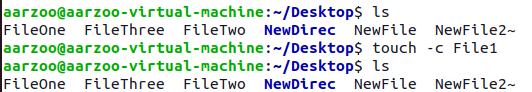 aarzoo@aarzoo-virtual-machine:~/Desktop$ ls
FileOne  FileThree  FileTwo  NewDirec  NewFile  NewFile2~
aarzoo@aarzoo-virtual-machine:~/Desktop$ touch -c File1
aarzoo@aarzoo-virtual-machine:~/Desktop$ ls
FileOne  FileThree  FileTwo  NewDirec  NewFile  NewFile2~